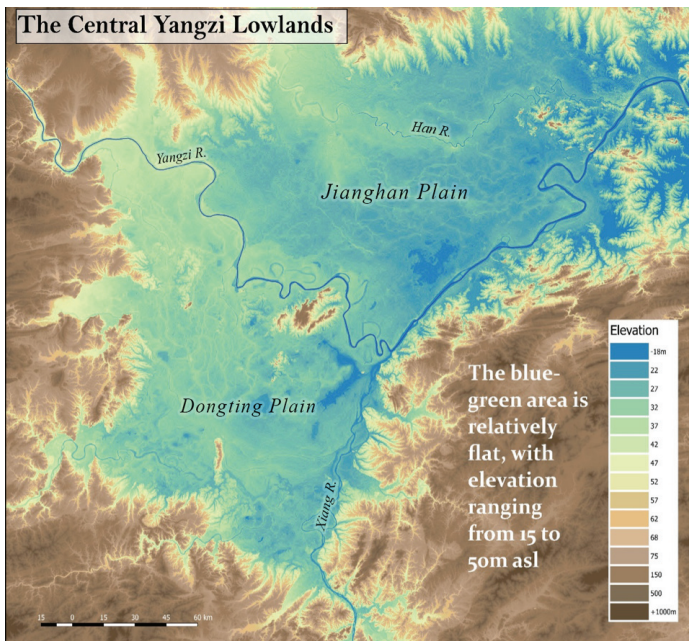 The Central Yangzi Lowlands
Han R.
Yangzi R.
Jianghan Plain
Dongting Plain
Xiang R.
The blue-
green area is
relatively
flat, with
elevation
ranging
from 15 to
50m asl
Elevation
-18m
22
27
32
37
42
47
52
57
62
68
75
150
500
+1000m
15 0 15 30 45 60 km